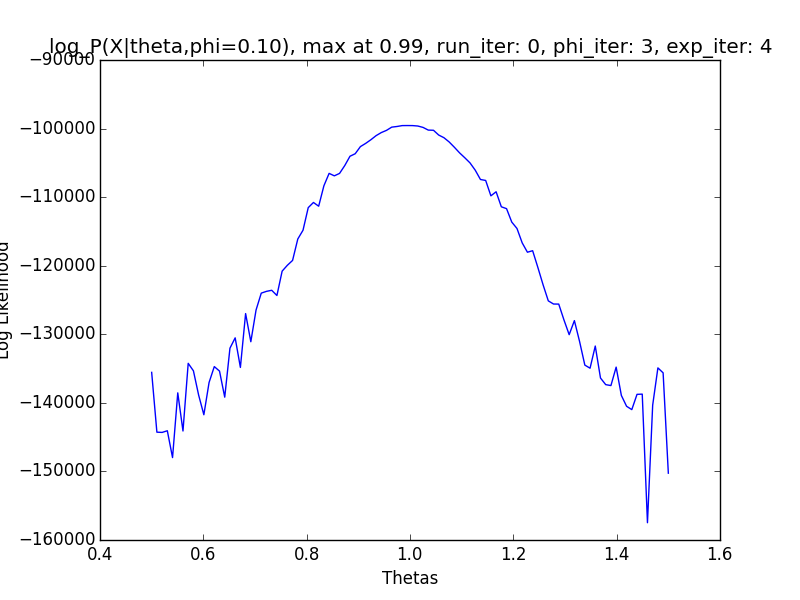 log_P(X|theta,phi=0.10), max at 0.99, run_iter: 0, phi_iter: 3, exp_iter: 4
−90000
−100000
−110000
−120000
Log Likelihood
−130000
−140000
−150000
−160000
0.4 0.6 0.8 1.0 1.2 1.4 1.6
Thetas